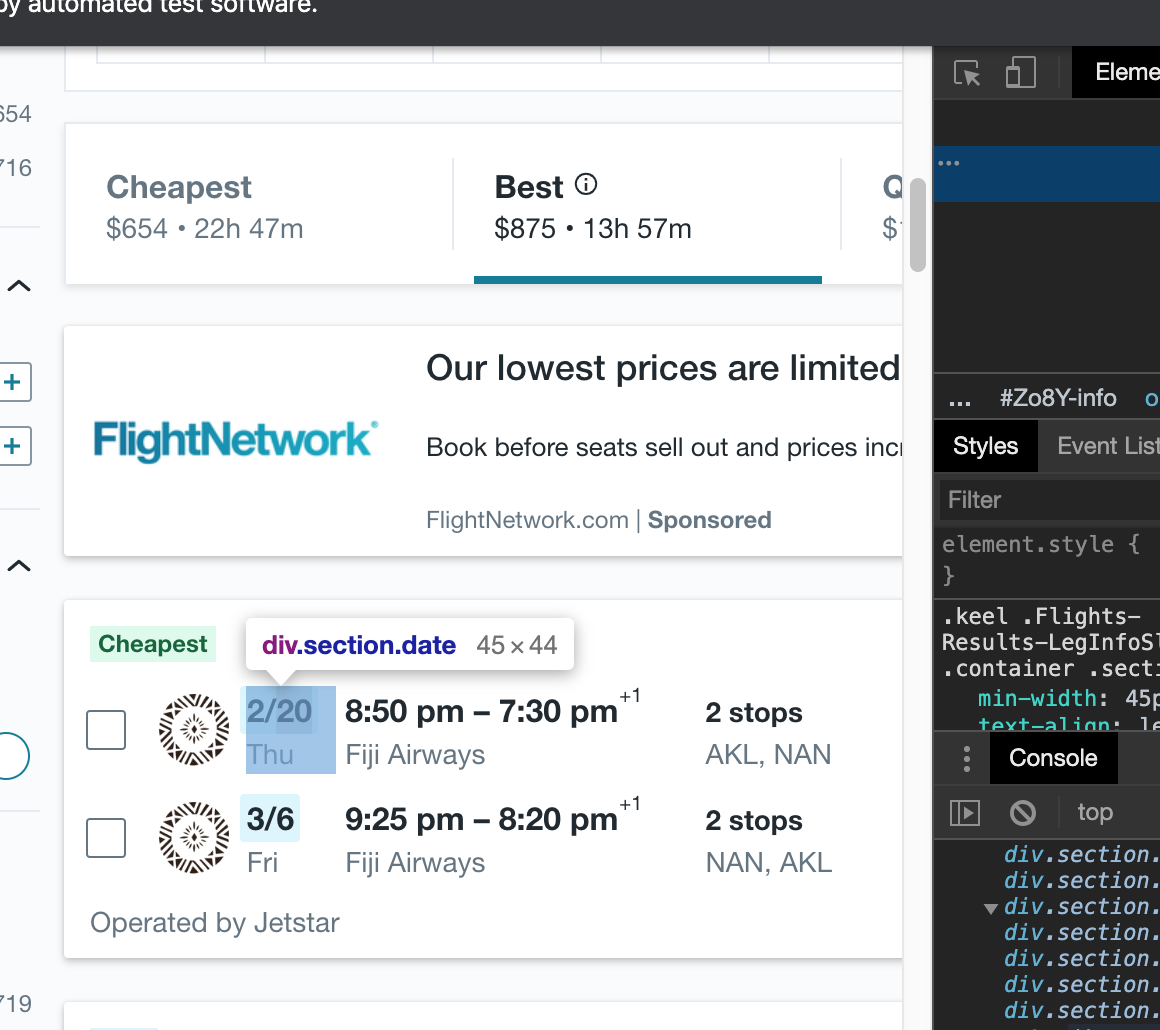 by automated test software.
654
716
Cheapest
$654 • 22h 47m
Best
$875 • 13h 57m
Our lowest prices are limited
FlightNetwork
Book before seats sell out and prices incr
FlightNetwork.com | Sponsored
Cheapest
div.section.date 45 × 44
2/20 8:50 pm – 7:30 pm+1 2 stops
Thu Fiji Airways AKL, NAN
3/6 9:25 pm – 8:20 pm+1 2 stops
Fri Fiji Airways NAN, AKL
Operated by Jetstar
719
Eleme
...
... #Zo8Y-info
Styles Event List
Filter
element.style {
}
.keel .Flights-
Results-LegInfoSl
.container .secti
min-width: 45p
text-align: le
Console
top
div.section.
div.section.
div.section.
div.section.
div.section.
div.section.
div.section.